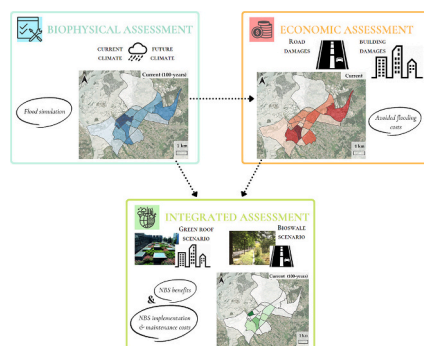 BIOPHYSICAL ASSESSMENT
CURRENT CLIMATE
FUTURE CLIMATE
Current (100-years)
Flood simulation
1 km
ECONOMIC ASSESSMENT
ROAD DAMAGES
BUILDING DAMAGES
Current
Avoided flooding costs
1 km
INTEGRATED ASSESSMENT
GREEN ROOF SCENARIO
BIOSWALE SCENARIO
NBS benefits
&
NBS implementation & maintenance costs
Current (100-years)
1 km